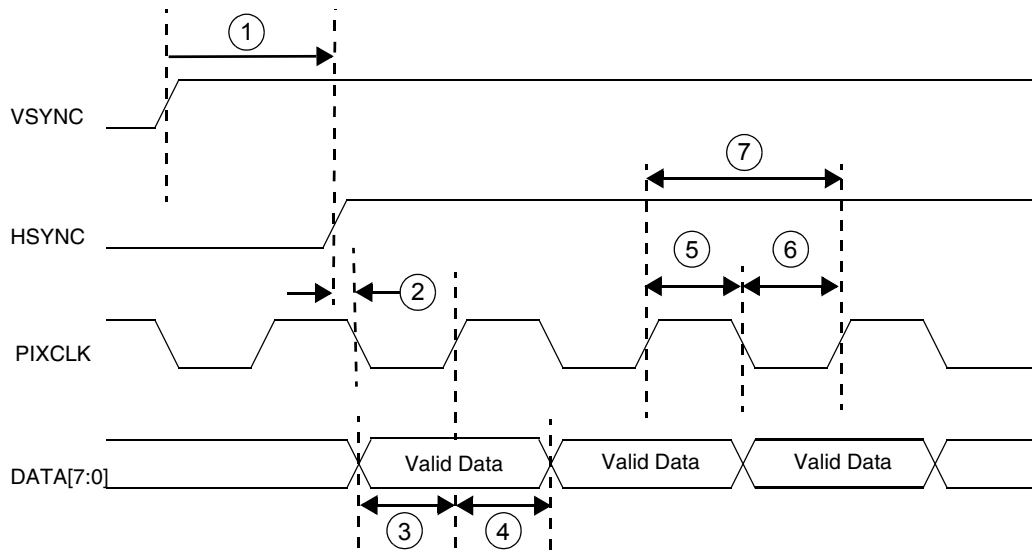 1
VSYNC
7
HSYNC
5
6
2
PIXCLK
DATA[7:0]
Valid Data
Valid Data
Valid Data
3
4